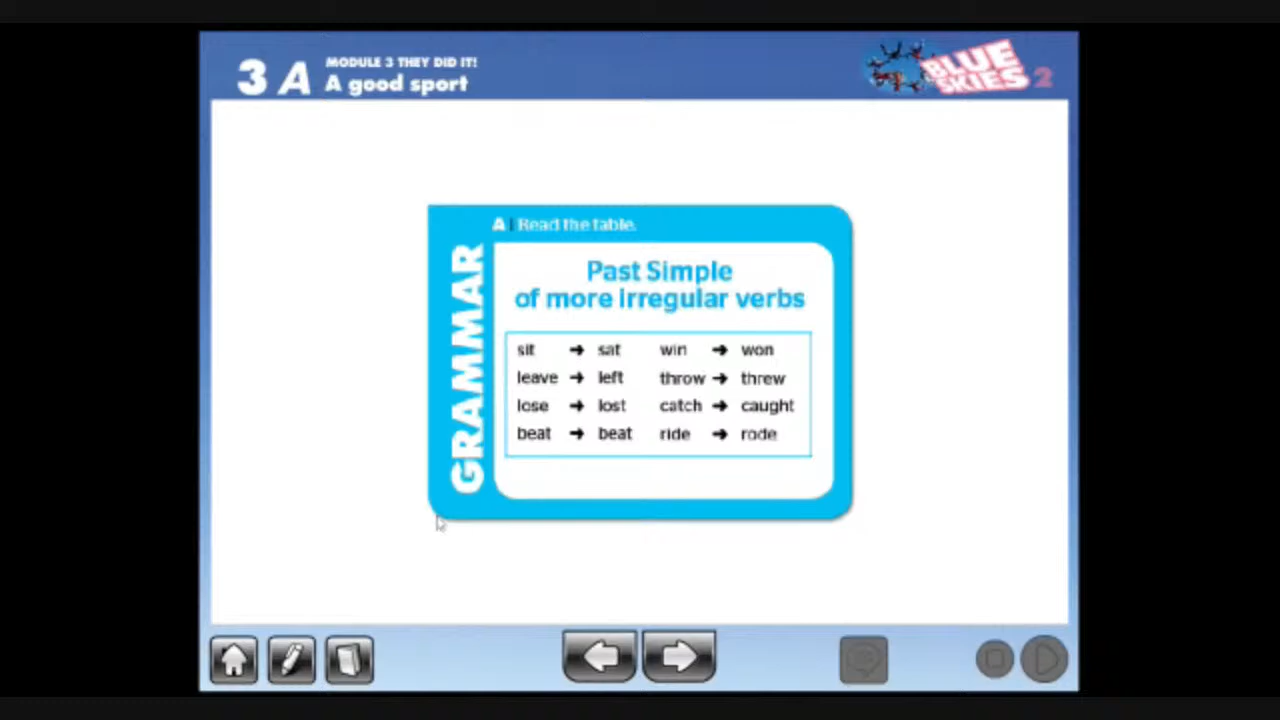 3 A
MODULE 3 THEY DID IT!
A good sport
BLUE
SKIES 2
GRAMMAR
A | Read the table.
Past Simple
of more irregular verbs
sit → sat win → won
leave → left throw → threw
lose → lost catch → caught
beat → beat ride → rode